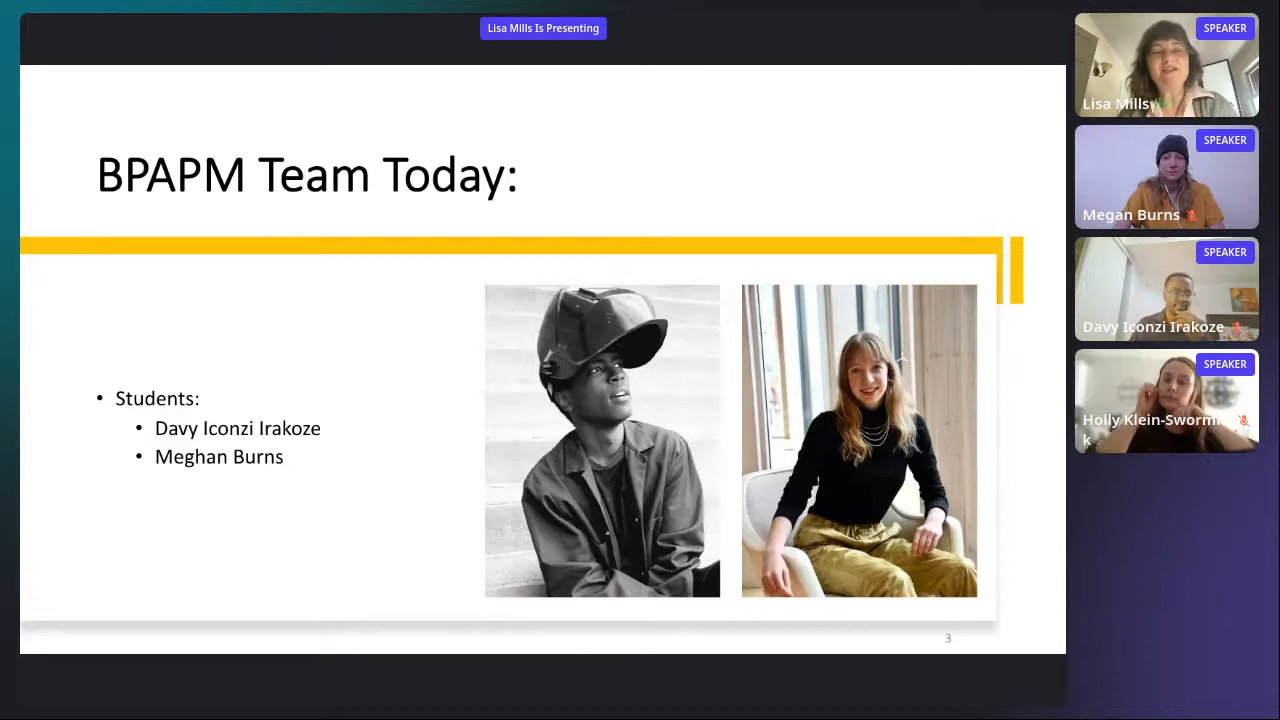 Lisa Mills Is Presenting
BPAPM Team Today:
• Students:
• Davy Iconzi Irakoze
• Meghan Burns
3
SPEAKER
Lisa Mills
SPEAKER
Megan Burns
SPEAKER
Davy Iconzi Irakoze
SPEAKER
Holly Klein-Sworm
k